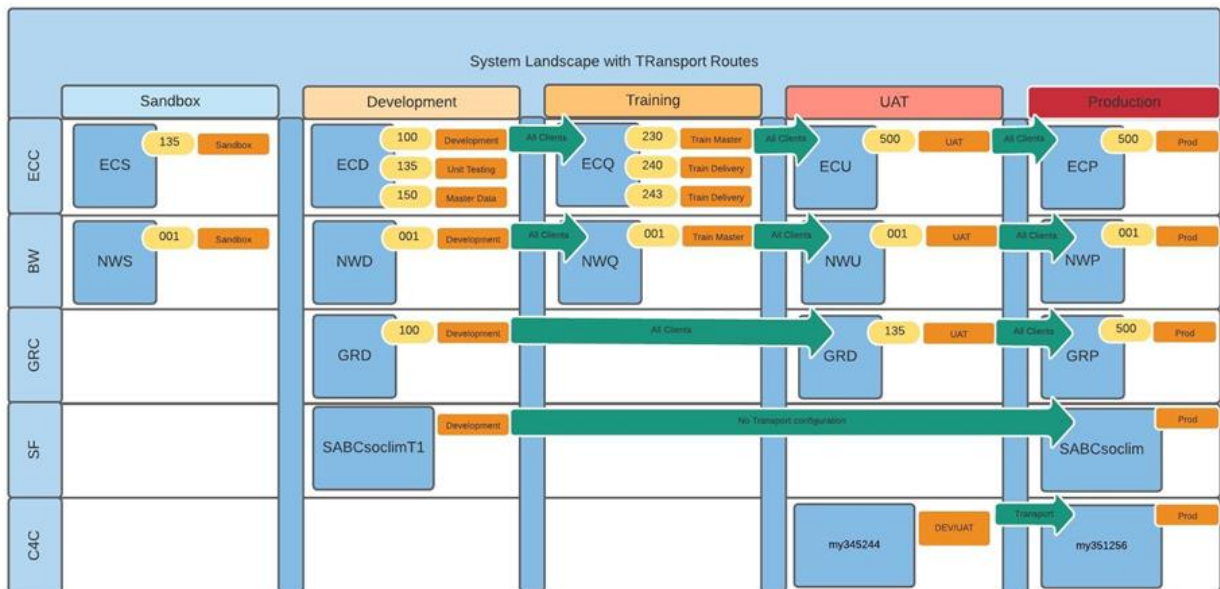 System Landscape with TRansport Routes
Sandbox
Development
Training
UAT
Production
ECC
ECS
135
Sandbox
ECD
100
Development
135
Unit Testing
150
Master Data
All Clients
ECQ
230
Train Master
240
Train Delivery
243
Train Delivery
All Clients
ECU
500
UAT
All Clients
ECP
500
Prod
BW
NWS
001
Sandbox
NWD
001
Development
All Clients
NWQ
001
Train Master
All Clients
NWU
001
UAT
All Clients
NWP
001
Prod
GRC
GRD
100
Development
All Clients
GRD
135
UAT
All Clients
GRP
500
Prod
SF
SABCsoclimT1
Development
No Transport configuration
SABCsoclim
Prod
C4C
my345244
DEV/UAT
Transport
my351256
Prod